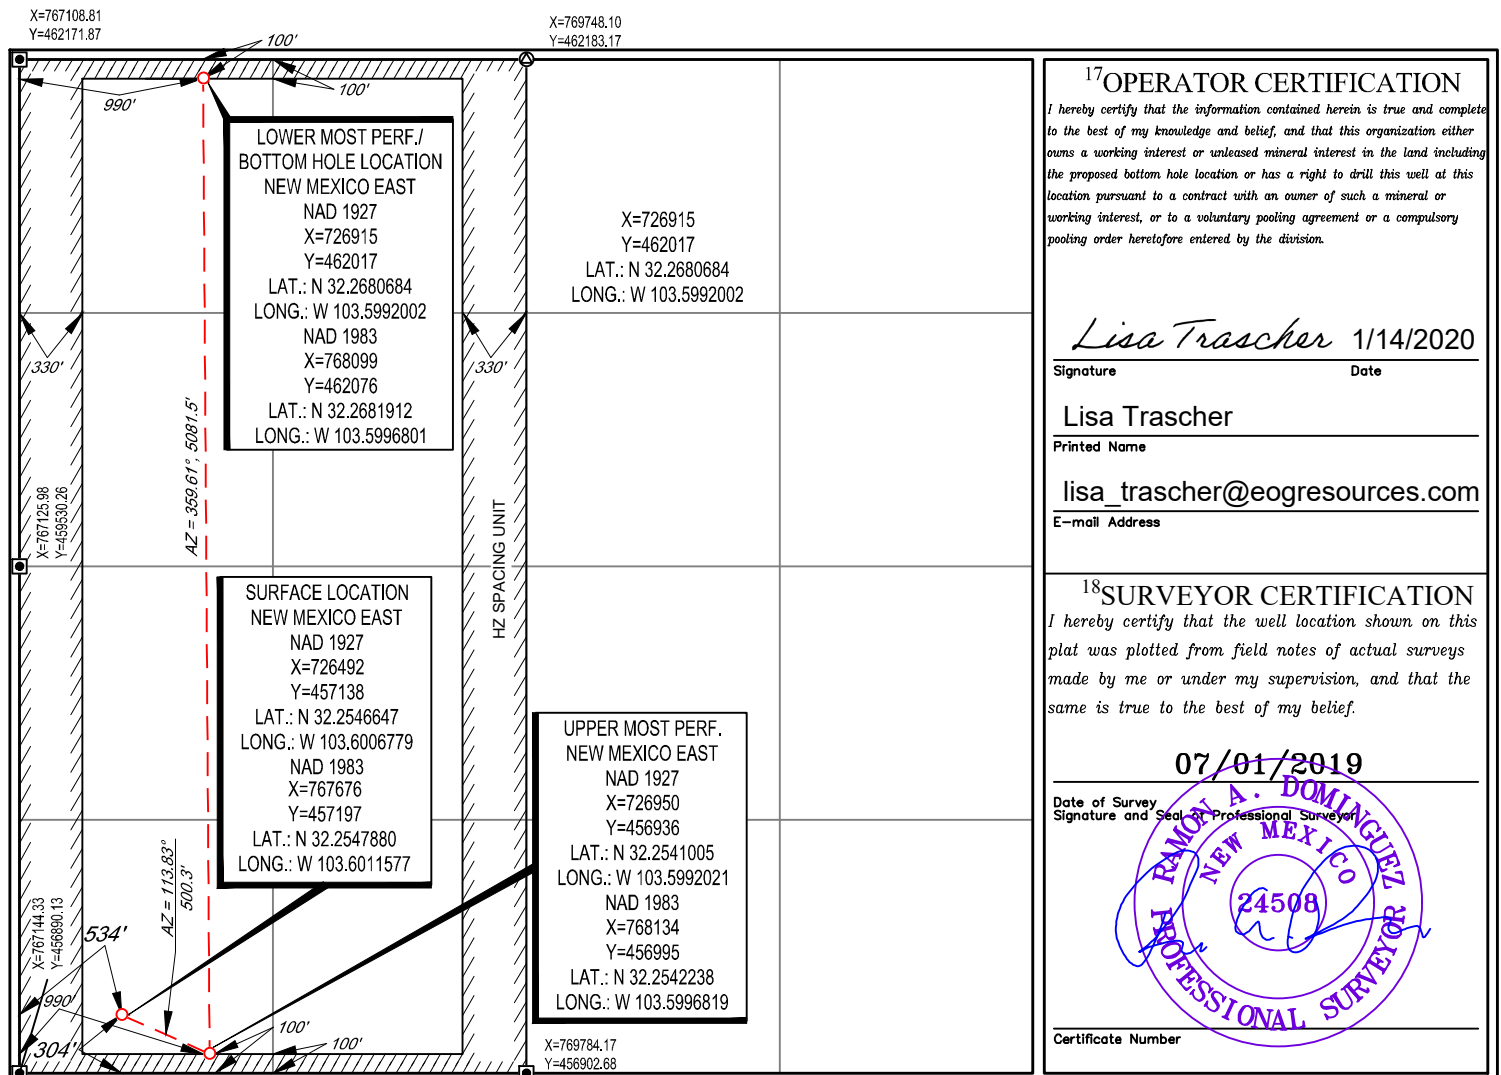 X=767108.81
Y=462171.87
X=769748.10
Y=462183.17
100'
100'
990'
LOWER MOST PERF./
BOTTOM HOLE LOCATION
NEW MEXICO EAST
NAD 1927
X=726915
Y=462017
LAT.: N 32.2680684
LONG.: W 103.5992002
NAD 1983
X=768099
Y=462076
LAT.: N 32.2681912
LONG.: W 103.5996801
X=726915
Y=462017
LAT.: N 32.2680684
LONG.: W 103.5992002
330'
330'
AZ = 359.61°, 5081.5'
X=767125.98
Y=459530.26
HZ SPACING UNIT
SURFACE LOCATION
NEW MEXICO EAST
NAD 1927
X=726492
Y=457138
LAT.: N 32.2546647
LONG.: W 103.6006779
NAD 1983
X=767676
Y=457197
LAT.: N 32.2547880
LONG.: W 103.6011577
UPPER MOST PERF.
NEW MEXICO EAST
NAD 1927
X=726950
Y=456936
LAT.: N 32.2541005
LONG.: W 103.5992021
NAD 1983
X=768134
Y=456995
LAT.: N 32.2542238
LONG.: W 103.5996819
AZ = 113.83°
500.3'
X=767144.33
Y=456890.13
534'
990'
304'
100'
100'
X=769784.17
Y=456902.68
17OPERATOR CERTIFICATION
I hereby certify that the information contained herein is true and complete
to the best of my knowledge and belief, and that this organization either
owns a working interest or unleased mineral interest in the land including
the proposed bottom hole location or has a right to drill this well at this
location pursuant to a contract with an owner of such a mineral or
working interest, or to a voluntary pooling agreement or a compulsory
pooling order heretofore entered by the division.
Lisa Trascher 1/14/2020
Signature Date
Lisa Trascher
Printed Name
lisa_trascher@eogresources.com
E-mail Address
18SURVEYOR CERTIFICATION
I hereby certify that the well location shown on this
plat was plotted from field notes of actual surveys
made by me or under my supervision, and that the
same is true to the best of my belief.
07/01/2019
Date of Survey
Signature and Seal of Professional Surveyor
RAMON A. DOMINGUEZ
NEW MEXICO
24508
PROFESSIONAL SURVEYOR
Certificate Number